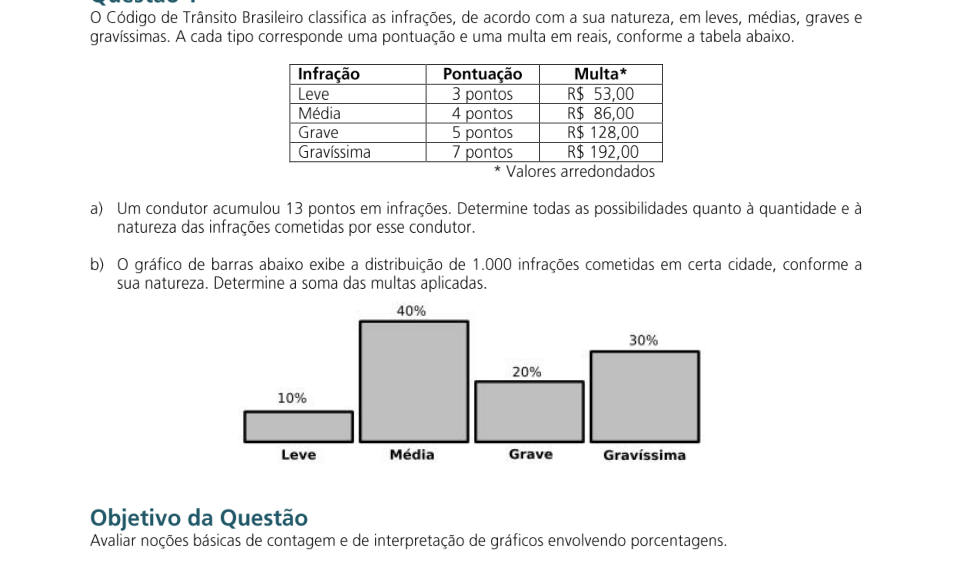 O Código de Trânsito Brasileiro classifica as infrações, de acordo com a sua natureza, em leves, médias, graves e
gravíssimas. A cada tipo corresponde uma pontuação e uma multa em reais, conforme a tabela abaixo.
Infração Pontuação Multa*
Leve 3 pontos R$ 53,00
Média 4 pontos R$ 86,00
Grave 5 pontos R$ 128,00
Gravíssima 7 pontos R$ 192,00
* Valores arredondados
a) Um condutor acumulou 13 pontos em infrações. Determine todas as possibilidades quanto à quantidade e à
natureza das infrações cometidas por esse condutor.
b) O gráfico de barras abaixo exibe a distribuição de 1.000 infrações cometidas em certa cidade, conforme a
sua natureza. Determine a soma das multas aplicadas.
40%
30%
20%
10%
Leve Média Grave Gravíssima
Objetivo da Questão
Avaliar noções básicas de contagem e de interpretação de gráficos envolvendo porcentagens.